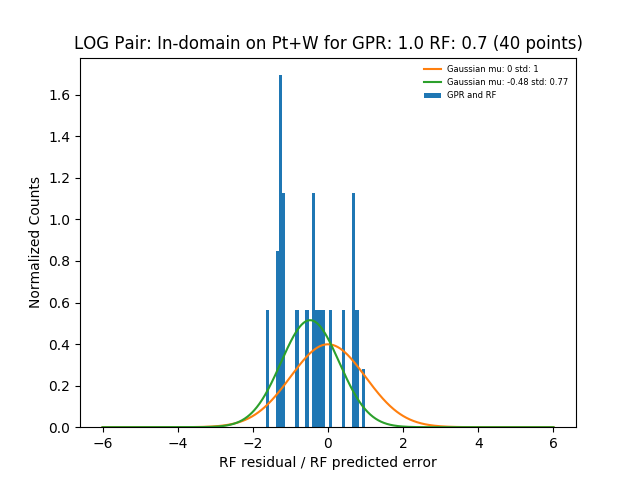 LOG Pair: In-domain on Pt+W for GPR: 1.0 RF: 0.7 (40 points)
Gaussian mu: 0 std: 1
Gaussian mu: -0.48 std: 0.77
GPR and RF
Normalized Counts
1.6
1.4
1.2
1.0
0.8
0.6
0.4
0.2
0.0
−6 −4 −2 0 2 4 6
RF residual / RF predicted error